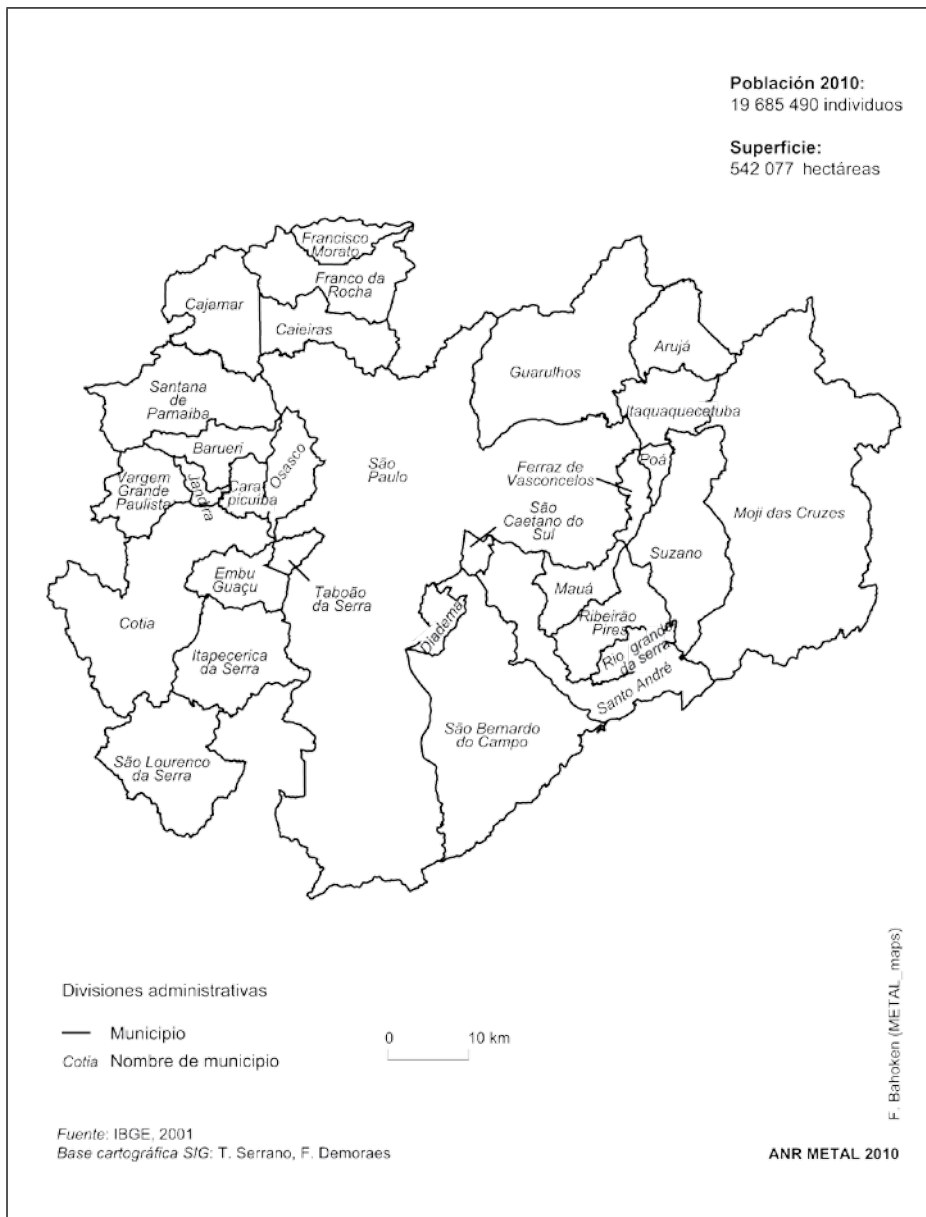 Población 2010:
19 685 490 individuos
Superficie:
542 077 hectáreas
Francisco
Morato
Franco da
Rocha
Cajamar
Caieiras
Arujá
Guarulhos
Santana
de
Parnaiba
Itaquaquecetuba
Barueri
Osasco
São
Paulo
Ferraz de
Vasconcelos
Poá
Vargem
Grande
Paulista
Jandira
Cara
picuiba
São
Caetano do
Sul
Moji das Cruzes
Suzano
Embu
Guaçu
Taboão
da Serra
Mauá
Diadema
Ribeirão
Pires
Cotia
Rio grande
da serra
Itapecerica
da Serra
Santo André
São Bernardo
do Campo
São Lourenco
da Serra
Divisiones administrativas
Municipio
0 10 km
Cotia Nombre de municipio
F. Bahoken (METAL_maps)
Fuente: IBGE, 2001
Base cartográfica SIG: T. Serrano, F. Demoraes
ANR METAL 2010